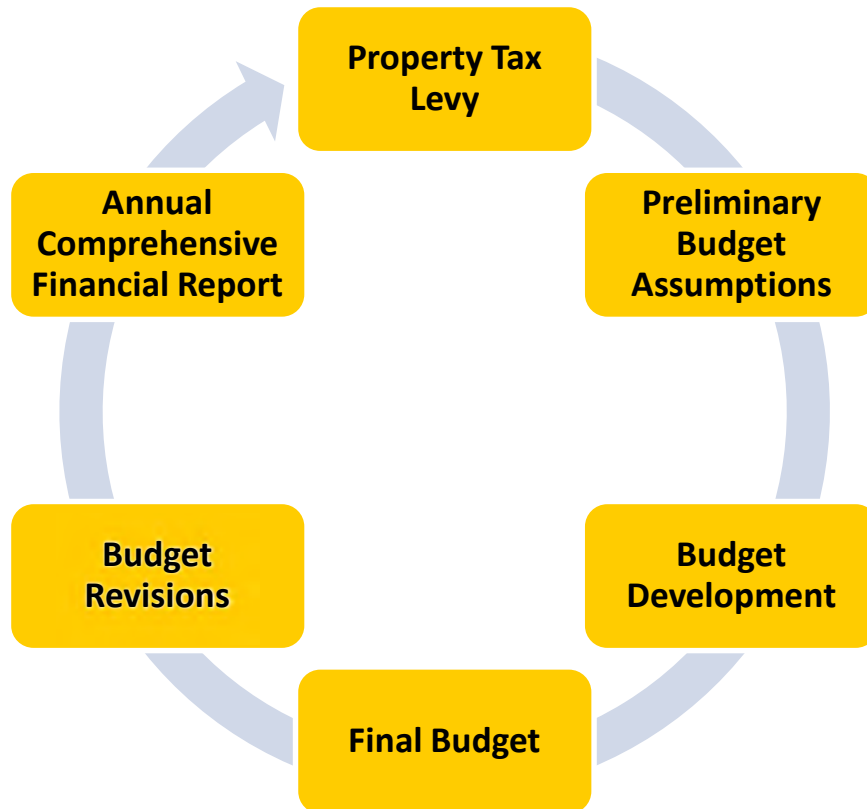 Property Tax
Levy
Preliminary
Budget
Assumptions
Budget
Development
Final Budget
Budget
Revisions
Annual
Comprehensive
Financial Report